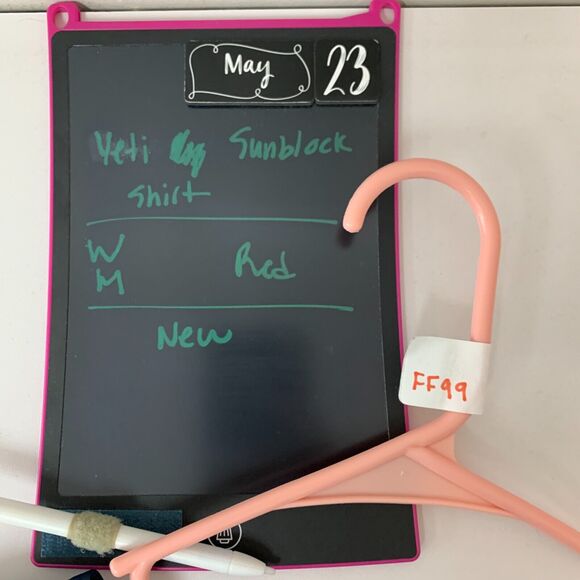 May 23
Yeti Sunblock
Shirt
W Red
M
New
FF99